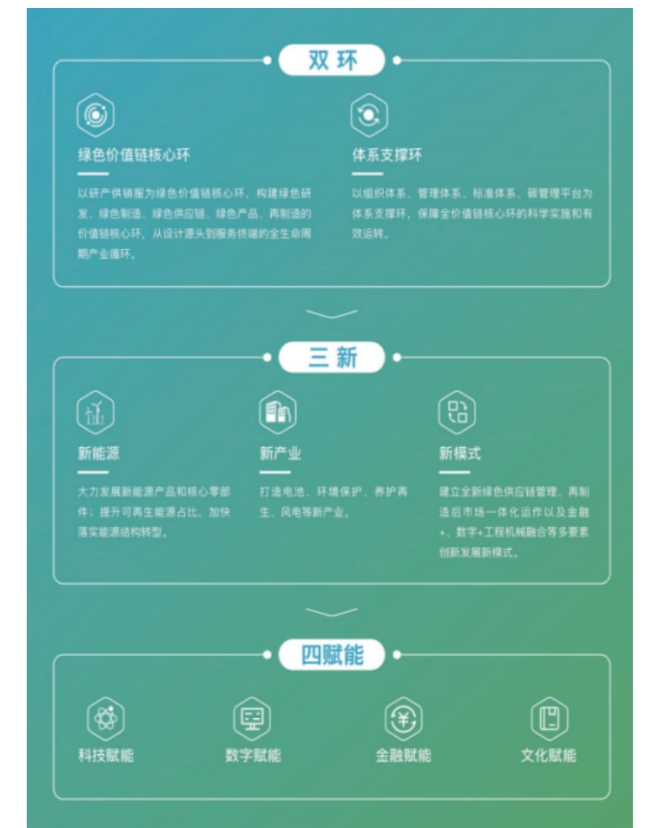 双环
绿色价值链核心环
以研产供销服为绿色价值链核心环，构建绿色研
发、绿色制造、绿色供应链、绿色产品、再制造的
价值链核心环，从设计源头到服务终端的全生命周
期产业循环。
体系支撑环
以组织体系、管理体系、标准体系、碳管理平台为
体系支撑环，保障全价值链核心环的科学实施和有
效运转。
三新
新能源
大力发展新能源产品和核心零部
件；提升可再生能源占比，加快
落实能源结构转型。
新产业
打造电池、环境保护、养护再
生、风电等新产业。
新模式
建立全新绿色供应链管理、再制
造后市场一体化运作以及金融
+、数字+工程机械融合等多要素
创新发展新模式。
四赋能
科技赋能
数字赋能
金融赋能
文化赋能